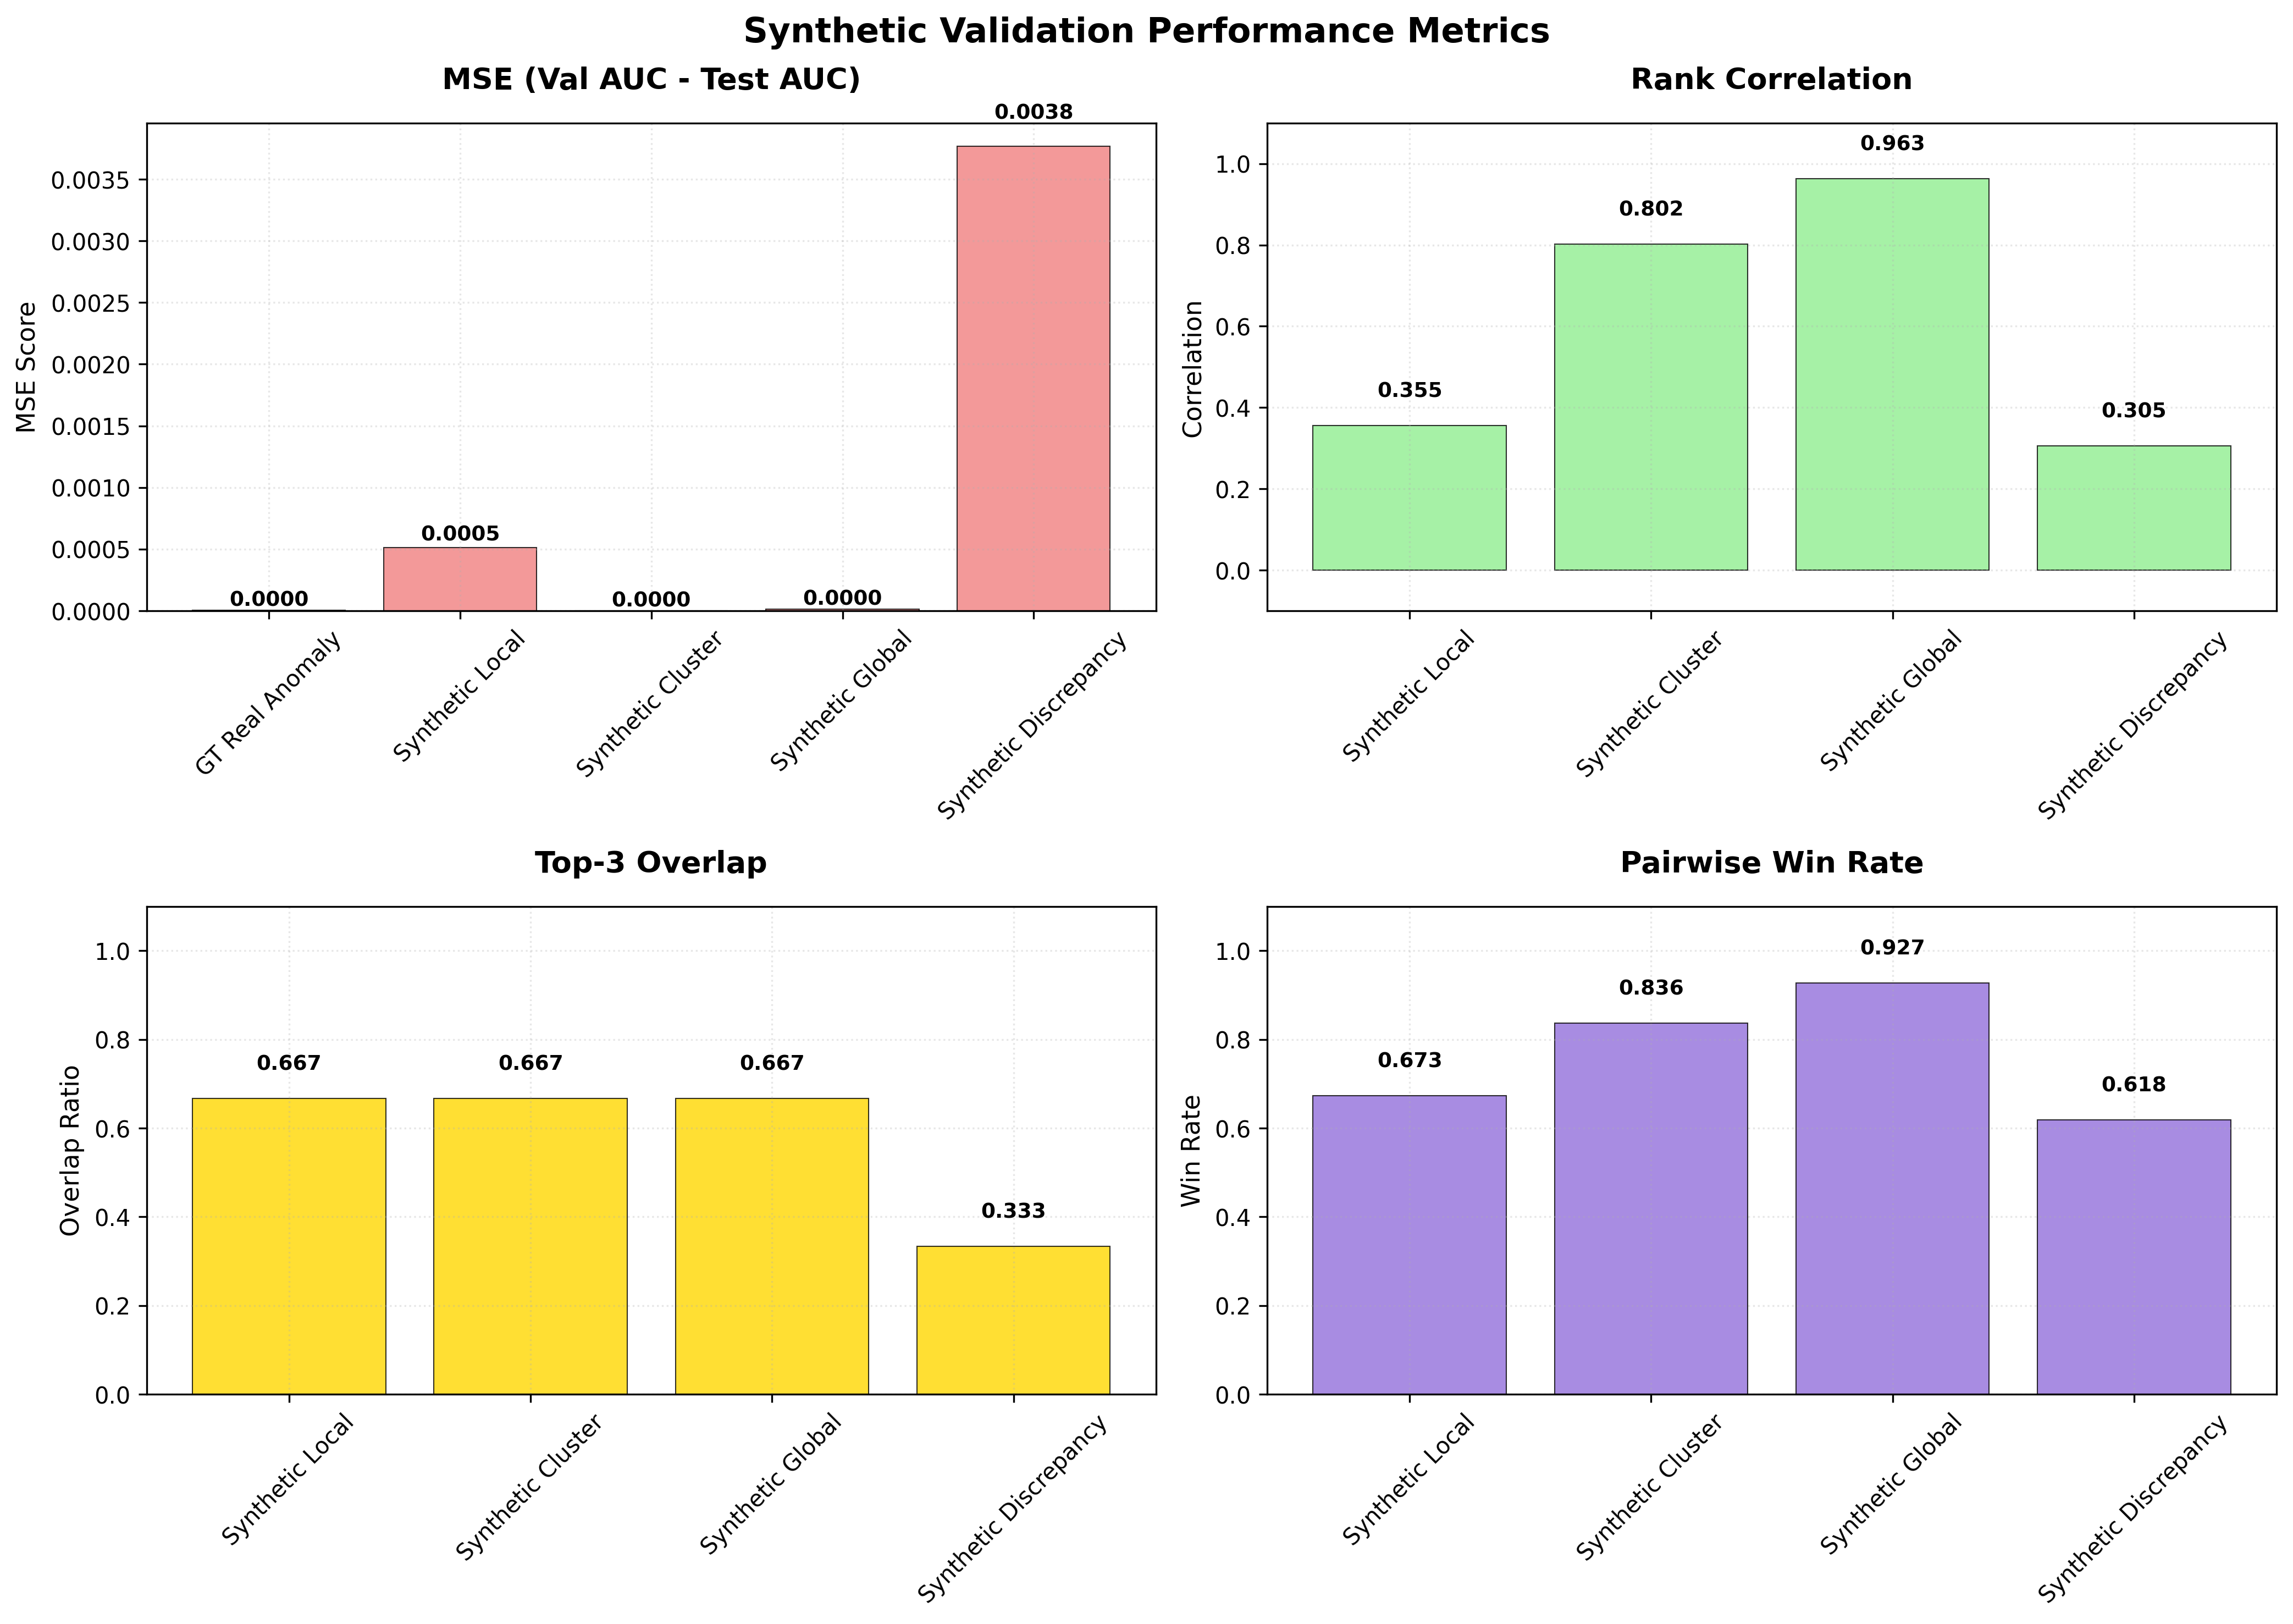 Synthetic Validation Performance Metrics
MSE (Val AUC - Test AUC)
MSE Score
0.0035
0.0030
0.0025
0.0020
0.0015
0.0010
0.0005
0.0000
0.0000
0.0005
0.0000
0.0000
0.0038
GT Real Anomaly
Synthetic Local
Synthetic Cluster
Synthetic Global
Synthetic Discrepancy
Rank Correlation
Correlation
1.0
0.8
0.6
0.4
0.2
0.0
0.355
0.802
0.963
0.305
Synthetic Local
Synthetic Cluster
Synthetic Global
Synthetic Discrepancy
Top-3 Overlap
Overlap Ratio
1.0
0.8
0.6
0.4
0.2
0.0
0.667
0.667
0.667
0.333
Synthetic Local
Synthetic Cluster
Synthetic Global
Synthetic Discrepancy
Pairwise Win Rate
Win Rate
1.0
0.8
0.6
0.4
0.2
0.0
0.673
0.836
0.927
0.618
Synthetic Local
Synthetic Cluster
Synthetic Global
Synthetic Discrepancy